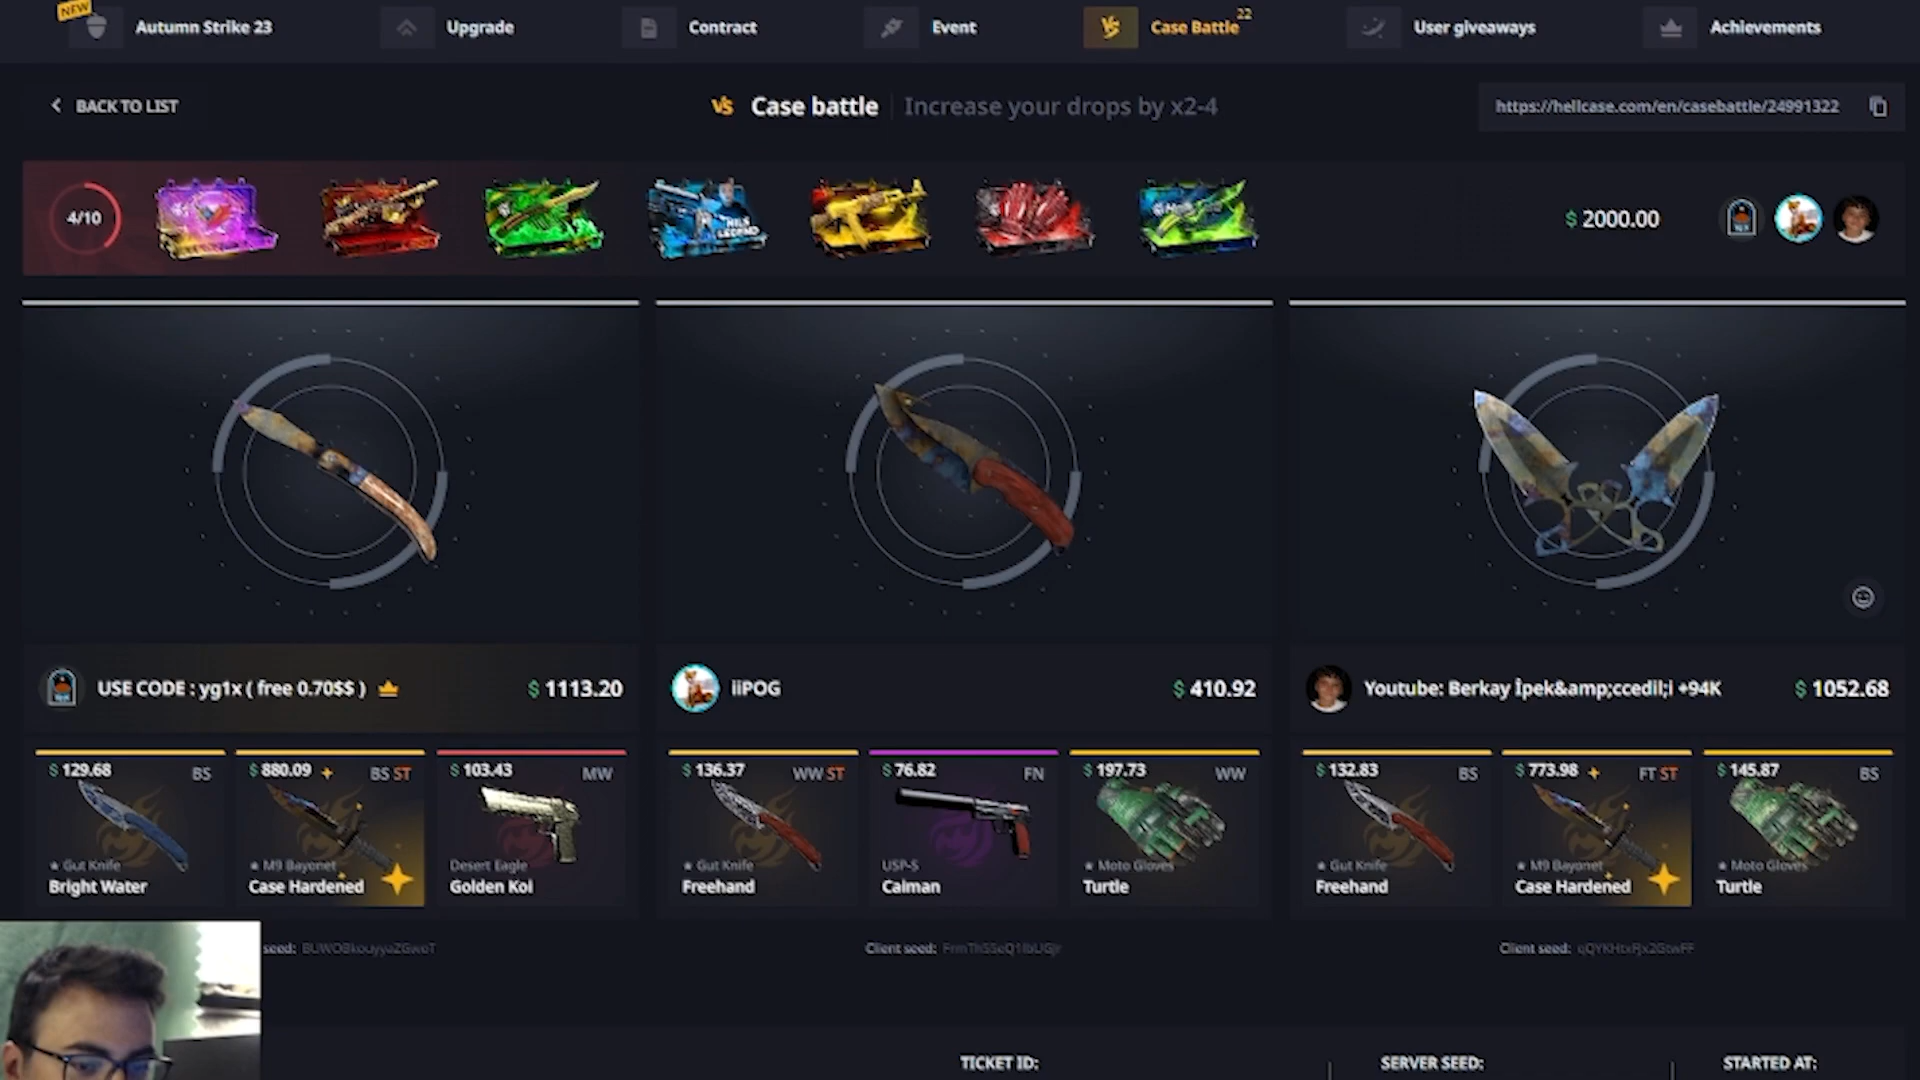 NEW
Autumn Strike 23
Upgrade
Contract
Event
Case Battle 22
User giveaways
Achievements
BACK TO LIST
VS Case battle
Increase your drops by x2-4
https://hellcase.com/en/casebattle/24991322
4/10
$ 2000.00
USE CODE : yg1x ( free 0.70$$ )
$ 1113.20
iiPOG
$ 410.92
Youtube: Berkay İpek&amp;ccedil;i +94K
$ 1052.68
$ 129.68 BS
★ Gut Knife
Bright Water
$ 880.09 BS ST
★ M9 Bayonet
Case Hardened
$ 103.43 MW
Desert Eagle
Golden Koi
$ 136.37 WW ST
★ Gut Knife
Freehand
$ 76.82 FN
USP-S
Caiman
$ 197.73 WW
★ Moto Gloves
Turtle
$ 132.83 BS
★ Gut Knife
Freehand
$ 773.98 FT ST
★ M9 Bayonet
Case Hardened
$ 145.87 BS
★ Moto Gloves
Turtle
seed:
Client seed:
Client seed:
TICKET ID:
SERVER SEED:
STARTED AT: